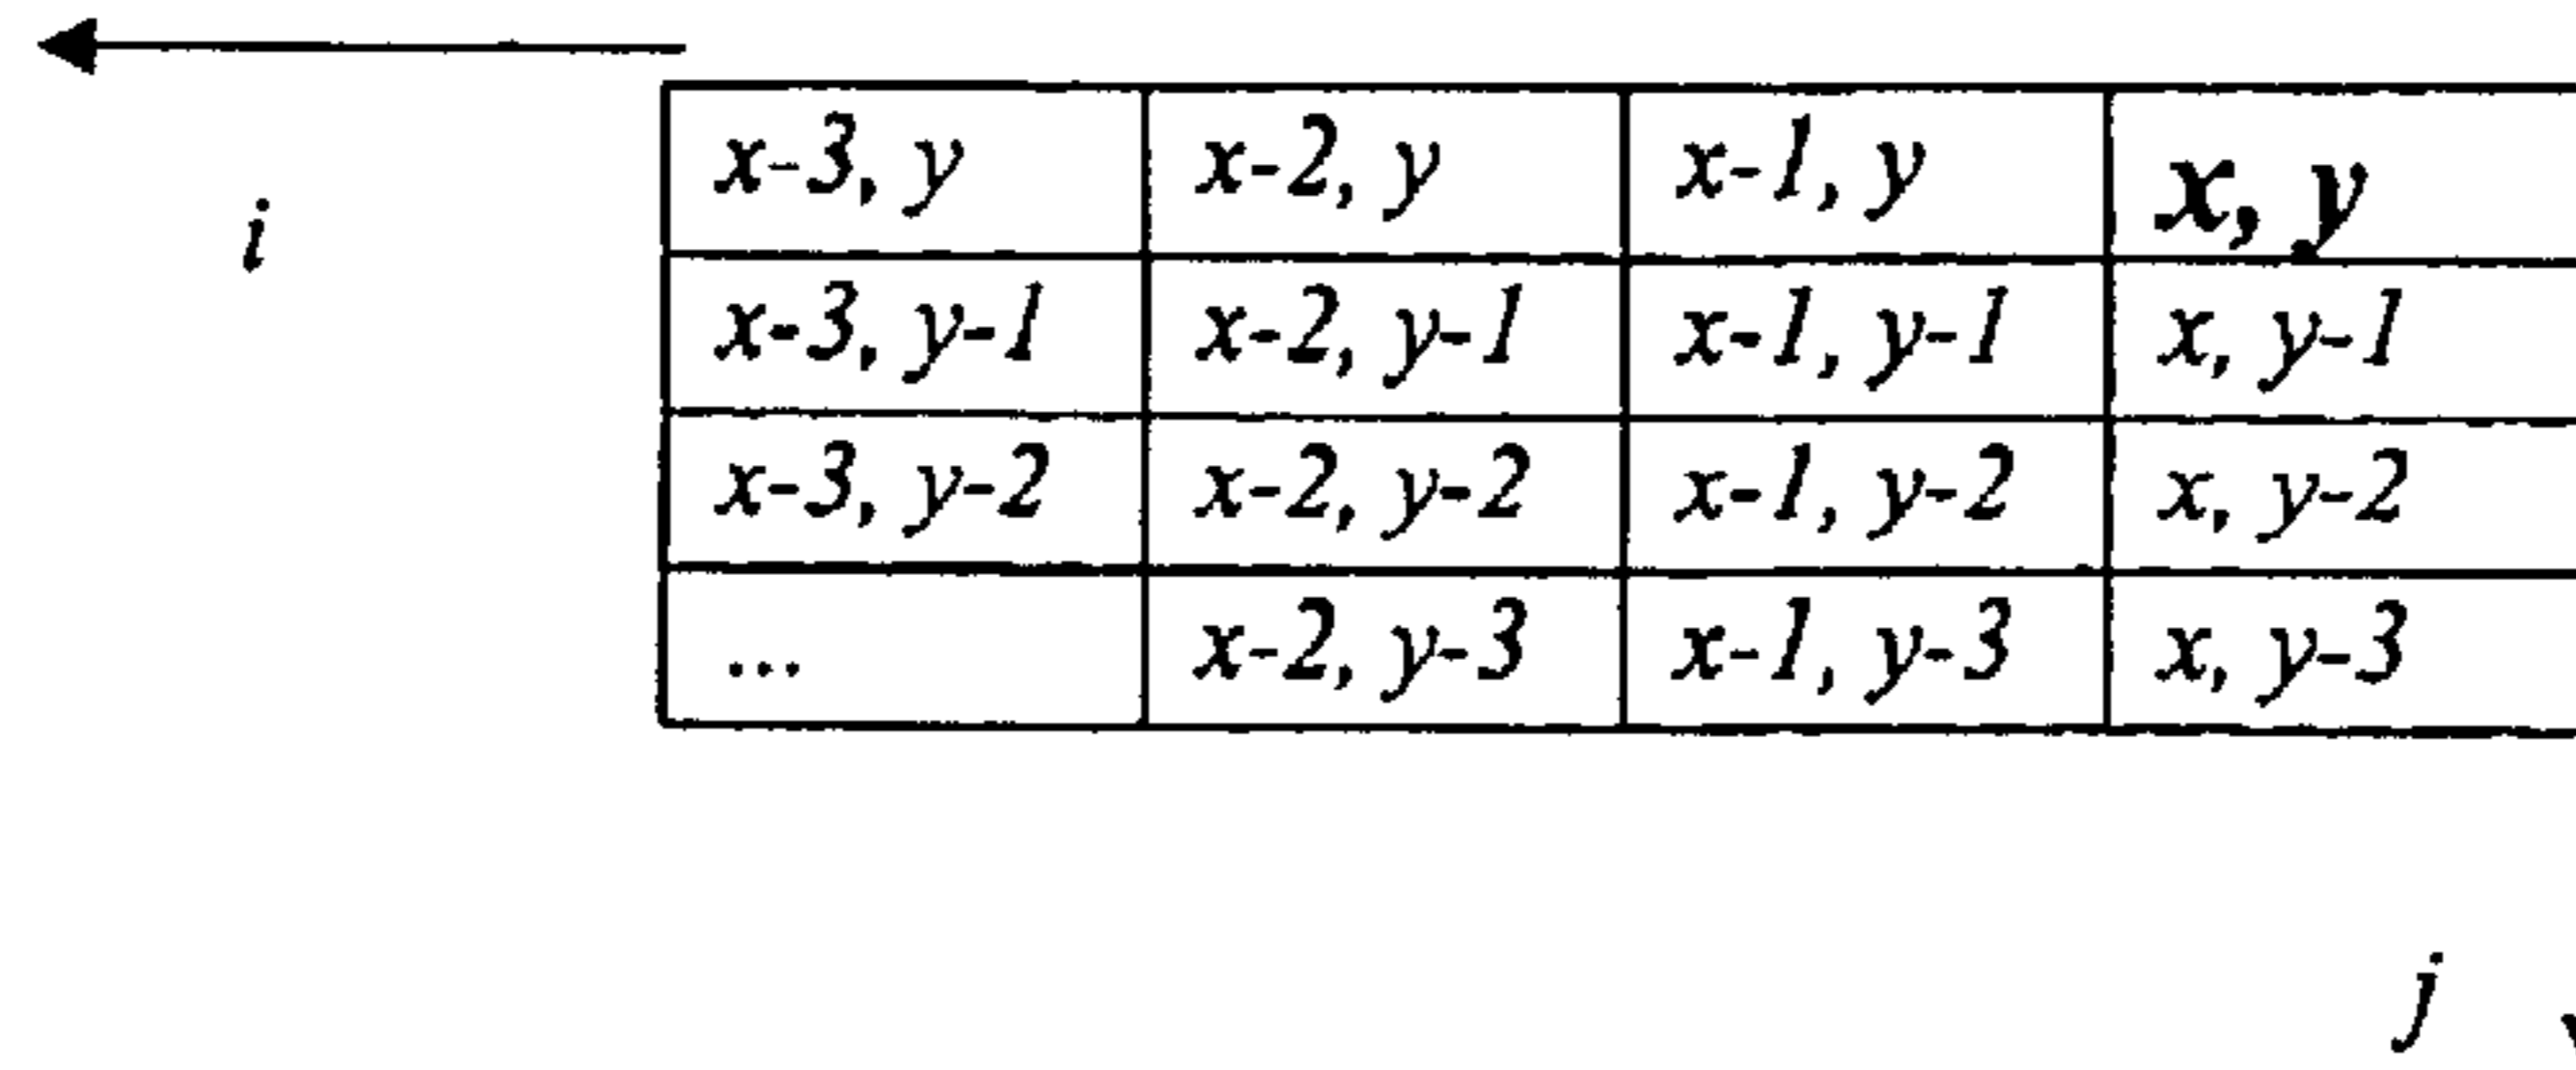 x-3, y x-2, y x-1, y x, y
i
x-3, y-1 x-2, y-1 x-1, y-1 x, y-1
x-3, y-2 x-2, y-2 x-1, y-2 x, y-2
... x-2, y-3 x-1, y-3 x, y-3
j